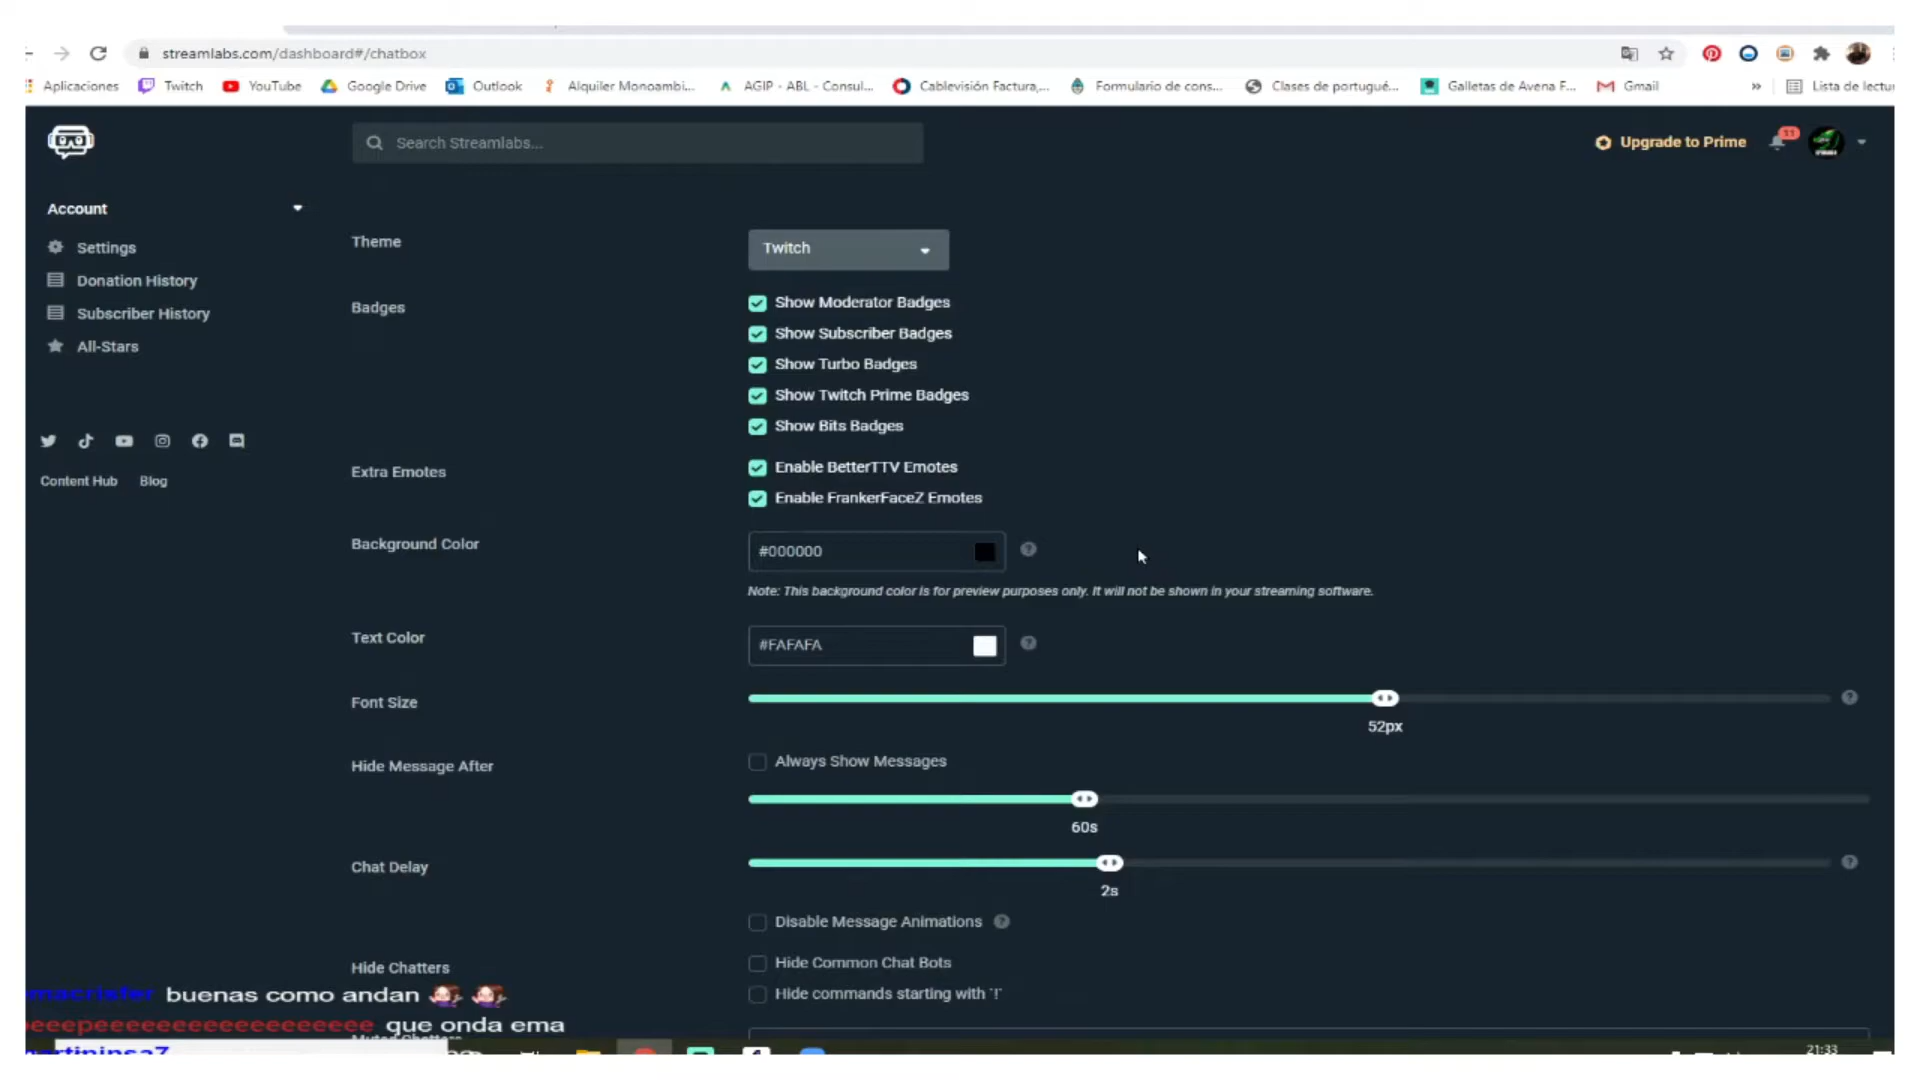 streamlabs.com/dashboard#/chatbox
Aplicaciones Twitch YouTube Google Drive Outlook Alquiler Monoambi... AGIP - ABL - Consul... Cablevisión Factura,... Formulario de cons... Clases de portugué... Galletas de Avena F... Gmail » Lista de lectu
Search Streamlabs...
Upgrade to Prime
11
Account
Settings
Donation History
Subscriber History
All-Stars
Content Hub Blog
Theme
Twitch
Badges
Show Moderator Badges
Show Subscriber Badges
Show Turbo Badges
Show Twitch Prime Badges
Show Bits Badges
Extra Emotes
Enable BetterTTV Emotes
Enable FrankerFaceZ Emotes
Background Color
#000000
Note: This background color is for preview purposes only. It will not be shown in your streaming software.
Text Color
#FAFAFA
Font Size
52px
Hide Message After
Always Show Messages
60s
Chat Delay
2s
Disable Message Animations
Hide Chatters
Hide Common Chat Bots
Hide commands starting with `!`
buenas como andan
que onda ema
21:33